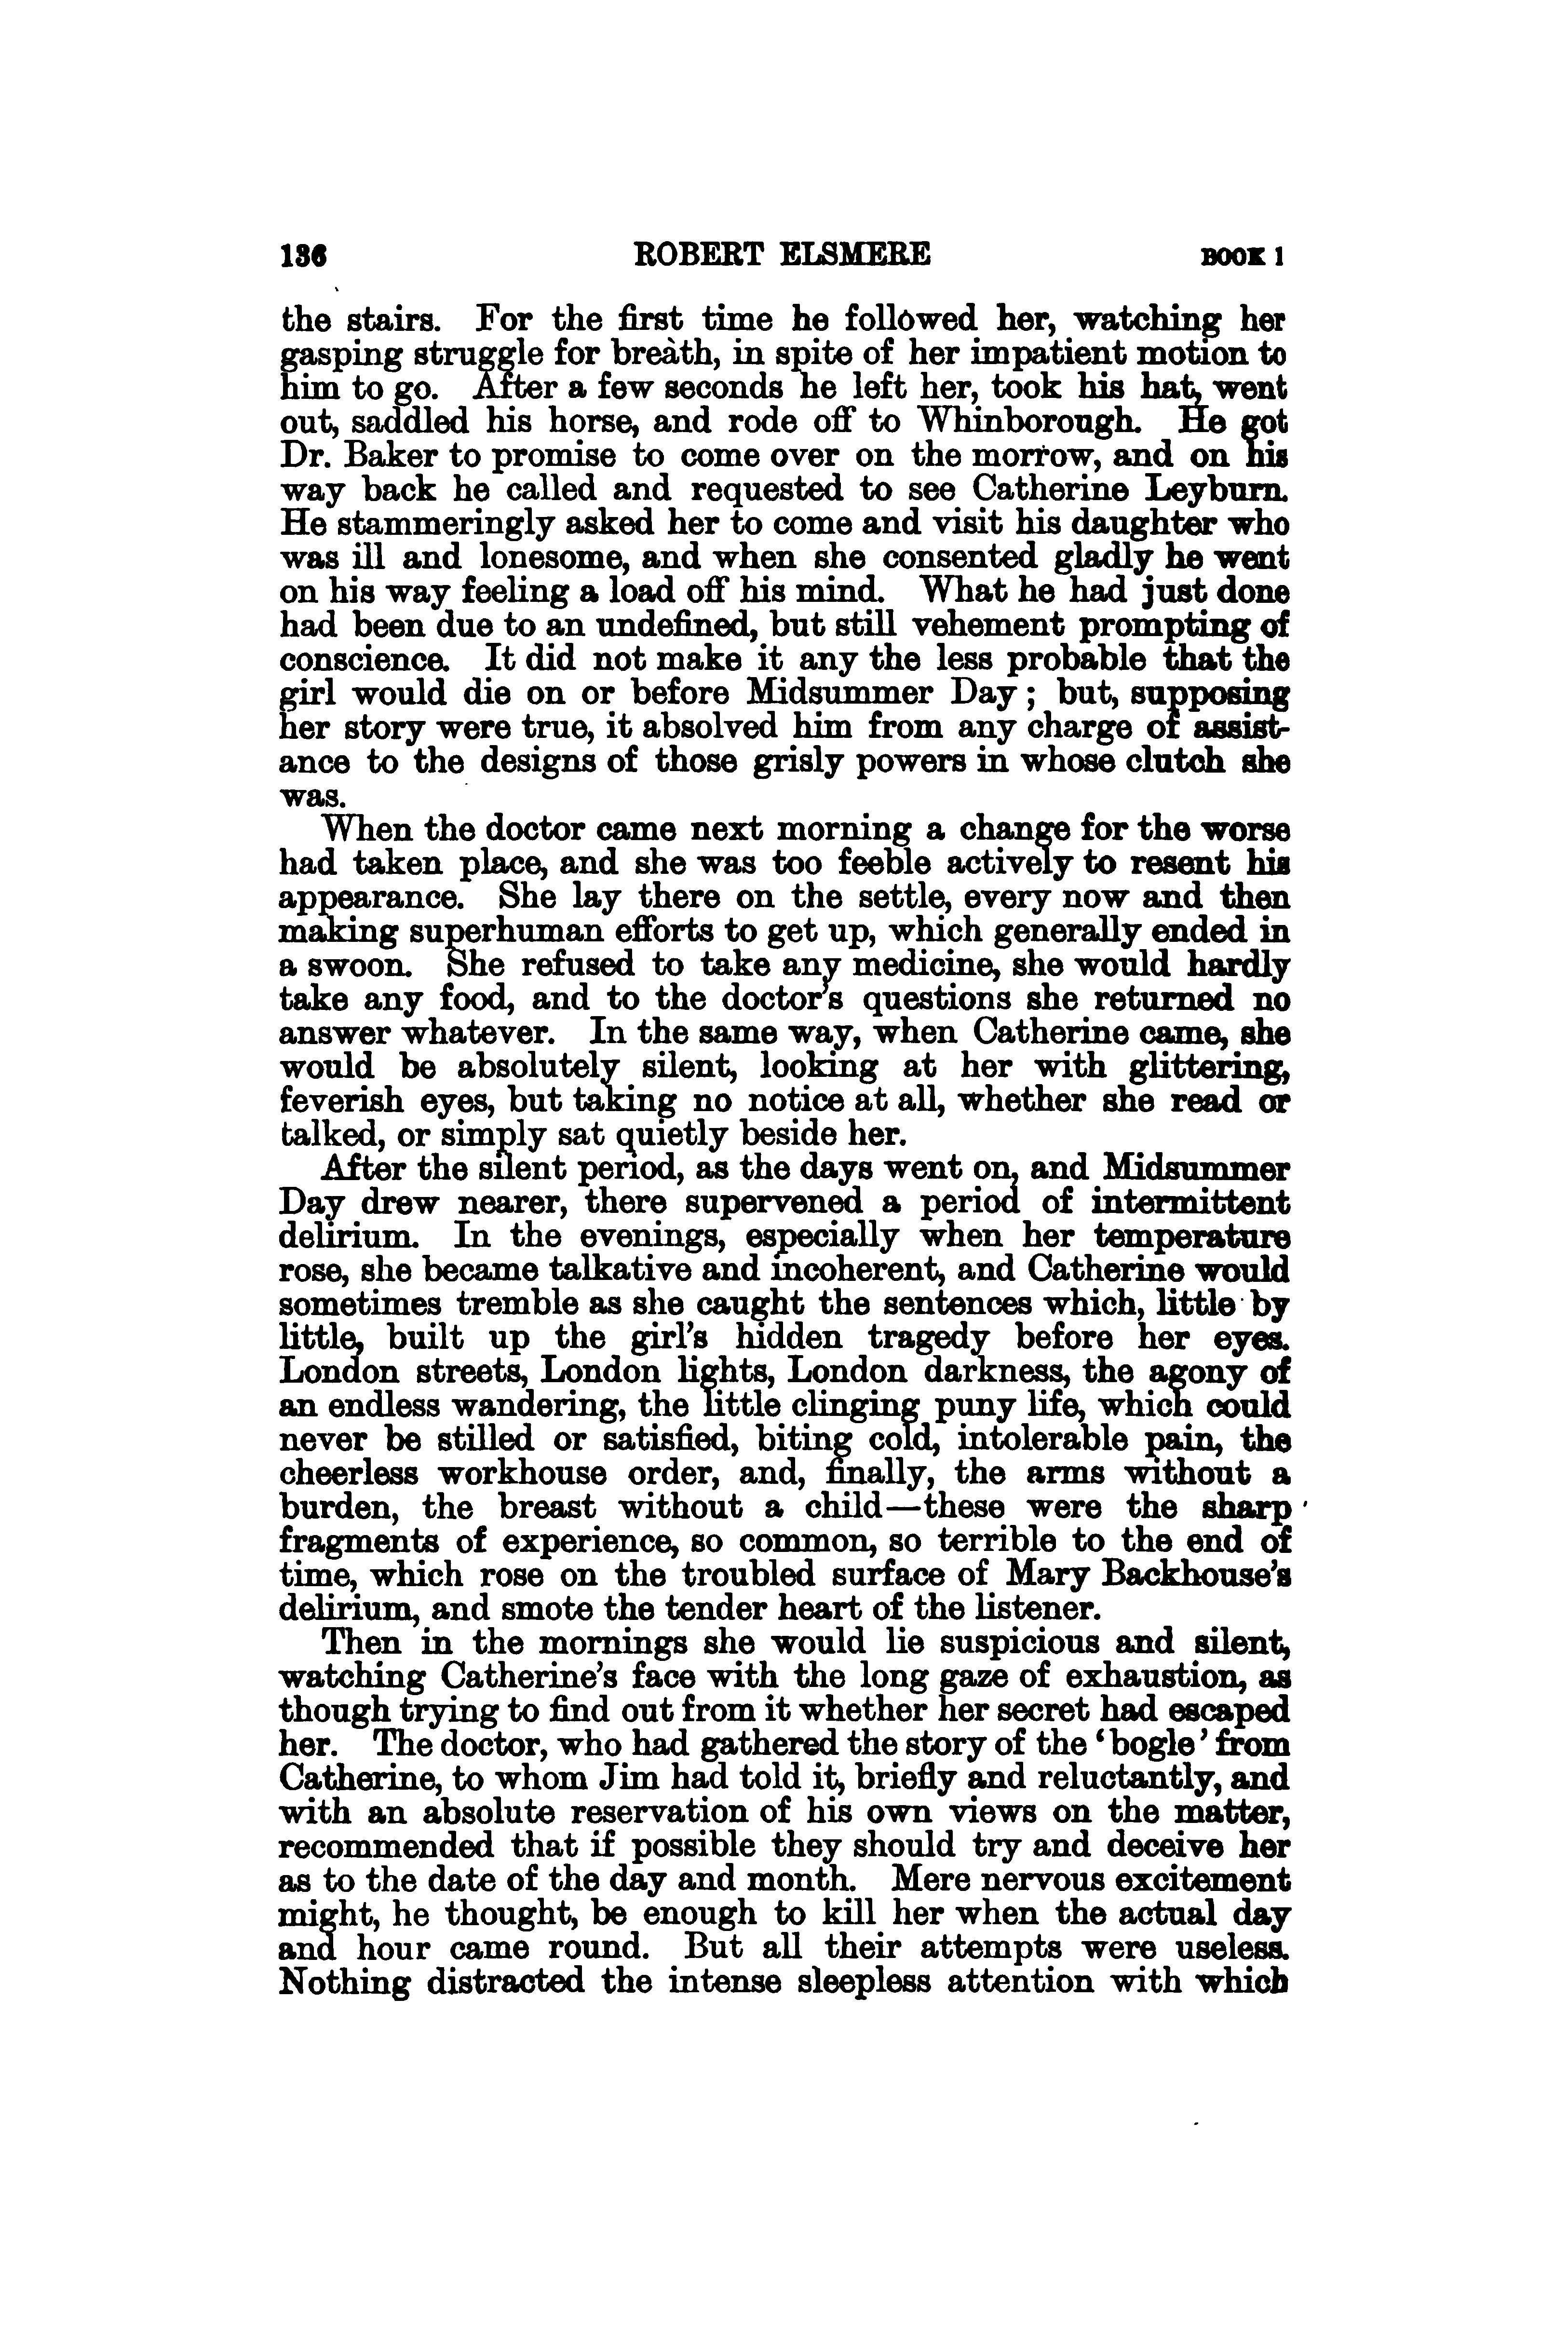 136 ROBERT ELSMERE BOOK 1
the stairs. For the first time he followed her, watching her
gasping struggle for breath, in spite of her impatient motion to
him to go. After a few seconds he left her, took his hat, went
out, saddled his horse, and rode off to Whinborough. He got
Dr. Baker to promise to come over on the morrow, and on his
way back he called and requested to see Catherine Leyburn.
He stammeringly asked her to come and visit his daughter who
was ill and lonesome, and when she consented gladly he went
on his way feeling a load off his mind. What he had just done
had been due to an undefined, but still vehement prompting of
conscience. It did not make it any the less probable that the
girl would die on or before Midsummer Day; but, supposing
her story were true, it absolved him from any charge of assist-
ance to the designs of those grisly powers in whose clutch she
was.
When the doctor came next morning a change for the worse
had taken place, and she was too feeble actively to resent his
appearance. She lay there on the settle, every now and then
making superhuman efforts to get up, which generally ended in
a swoon. She refused to take any medicine, she would hardly
take any food, and to the doctor's questions she returned no
answer whatever. In the same way, when Catherine came, she
would be absolutely silent, looking at her with glittering,
feverish eyes, but taking no notice at all, whether she read or
talked, or simply sat quietly beside her.
After the silent period, as the days went on, and Midsummer
Day drew nearer, there supervened a period of intermittent
delirium. In the evenings, especially when her temperature
rose, she became talkative and incoherent, and Catherine would
sometimes tremble as she caught the sentences which, little by
little, built up the girl's hidden tragedy before her eyes.
London streets, London lights, London darkness, the agony of
an endless wandering, the little clinging puny life, which could
never be stilled or satisfied, biting cold, intolerable pain, the
cheerless workhouse order, and, finally, the arms without a
burden, the breast without a child—these were the sharp
fragments of experience, so common, so terrible to the end of
time, which rose on the troubled surface of Mary Backhouse's
delirium, and smote the tender heart of the listener.
Then in the mornings she would lie suspicious and silent,
watching Catherine's face with the long gaze of exhaustion, as
though trying to find out from it whether her secret had escaped
her. The doctor, who had gathered the story of the 'bogle' from
Catherine, to whom Jim had told it, briefly and reluctantly, and
with an absolute reservation of his own views on the matter,
recommended that if possible they should try and deceive her
as to the date of the day and month. Mere nervous excitement
might, he thought, be enough to kill her when the actual day
and hour came round. But all their attempts were useless.
Nothing distracted the intense sleepless attention with which